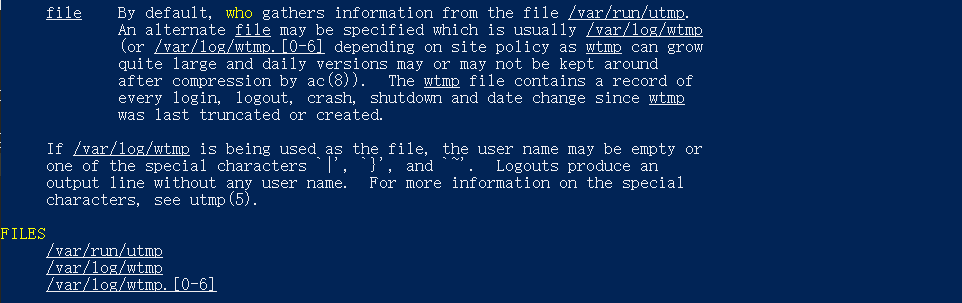 file    By default, who gathers information from the file /var/run/utmp.
An alternate file may be specified which is usually /var/log/wtmp
(or /var/log/wtmp.[0-6] depending on site policy as wtmp can grow
quite large and daily versions may or may not be kept around
after compression by ac(8)).  The wtmp file contains a record of
every login, logout, crash, shutdown and date change since wtmp
was last truncated or created.
If /var/log/wtmp is being used as the file, the user name may be empty or
one of the special characters `|', `}', and `~'.  Logouts produce an
output line without any user name.  For more information on the special
characters, see utmp(5).
FILES
/var/run/utmp
/var/log/wtmp
/var/log/wtmp.[0-6]